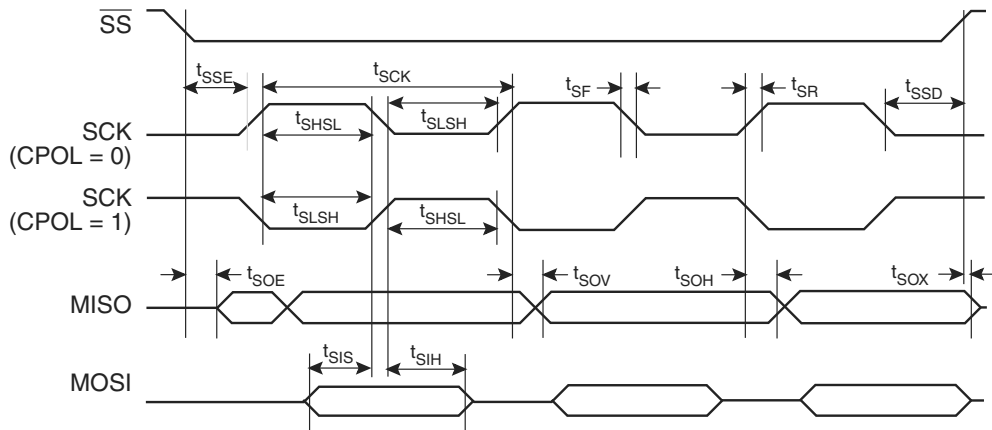 SS
tSSE
tSCK
tSF
tSR
tSSD
tSHSL
tSLSH
SCK
(CPOL = 0)
SCK
(CPOL = 1)
tSLSH
tSHSL
tSOE
tSOV
tSOH
tSOX
MISO
tSIS
tSIH
MOSI